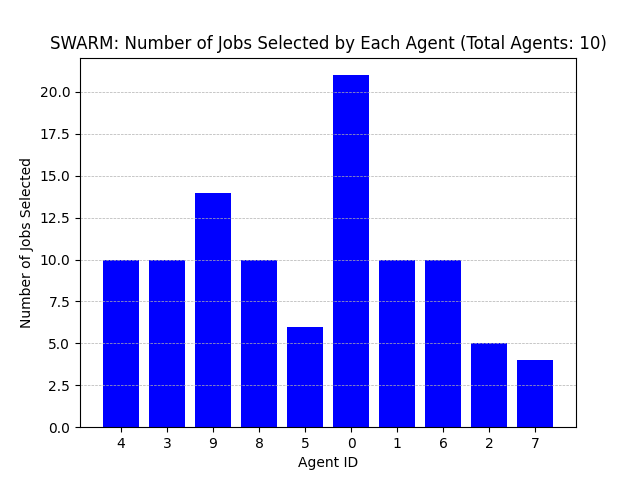 SWARM: Number of Jobs Selected by Each Agent (Total Agents: 10)
Number of Jobs Selected
20.0
17.5
15.0
12.5
10.0
7.5
5.0
2.5
0.0
4 3 9 8 5 0 1 6 2 7
Agent ID